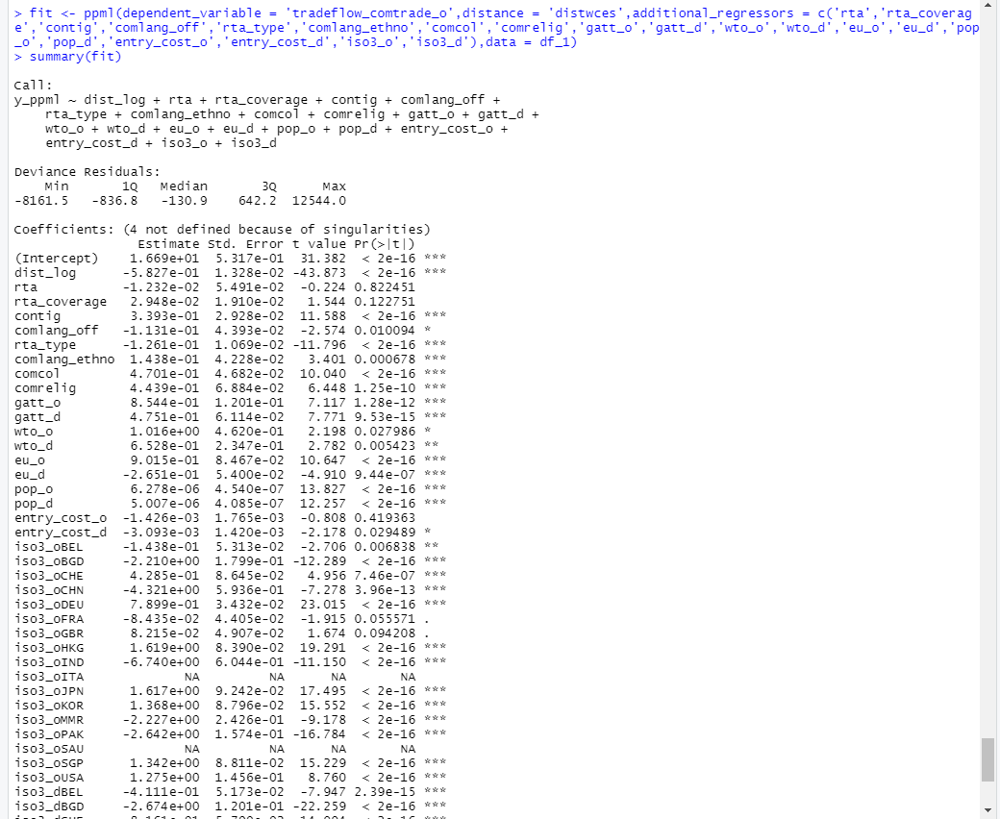 > fit <- ppml(dependent_variable = 'tradeflow_comtrade_o',distance = 'distwces',additional_regressors = c('rta','rta_coverag
e','contig','comlang_off','rta_type','comlang_ethno','comcol','comrelig','gatt_o','gatt_d','wto_o','wto_d','eu_o','eu_d','pop
_o','pop_d','entry_cost_o','entry_cost_d','iso3_o','iso3_d'),data = df_1)
> summary(fit)
Call:
y_ppml ~ dist_log + rta + rta_coverage + contig + comlang_off +
    rta_type + comlang_ethno + comcol + comrelig + gatt_o + gatt_d +
    wto_o + wto_d + eu_o + eu_d + pop_o + pop_d + entry_cost_o +
    entry_cost_d + iso3_o + iso3_d
Deviance Residuals:
    Min      1Q  Median      3Q     Max
-8161.5  -836.8  -130.9   642.2 12544.0
Coefficients: (4 not defined because of singularities)
                Estimate Std. Error t value Pr(>|t|)
(Intercept)    1.669e+01  5.317e-01  31.382  < 2e-16 ***
dist_log      -5.827e-01  1.328e-02 -43.873  < 2e-16 ***
rta           -1.232e-02  5.491e-02  -0.224 0.822451
rta_coverage   2.948e-02  1.910e-02   1.544 0.122751
contig         3.393e-01  2.928e-02  11.588  < 2e-16 ***
comlang_off   -1.131e-01  4.393e-02  -2.574 0.010094 *
rta_type      -1.261e-01  1.069e-02 -11.796  < 2e-16 ***
comlang_ethno  1.438e-01  4.228e-02   3.401 0.000678 ***
comcol         4.701e-01  4.682e-02  10.040  < 2e-16 ***
comrelig       4.439e-01  6.884e-02   6.448 1.25e-10 ***
gatt_o         8.544e-01  1.201e-01   7.117 1.28e-12 ***
gatt_d         4.751e-01  6.114e-02   7.771 9.53e-15 ***
wto_o          1.016e+00  4.620e-01   2.198 0.027986 *
wto_d          6.528e-01  2.347e-01   2.782 0.005423 **
eu_o           9.015e-01  8.467e-02  10.647  < 2e-16 ***
eu_d          -2.651e-01  5.400e-02  -4.910 9.44e-07 ***
pop_o          6.278e-06  4.540e-07  13.827  < 2e-16 ***
pop_d          5.007e-06  4.085e-07  12.257  < 2e-16 ***
entry_cost_o  -1.426e-03  1.765e-03  -0.808 0.419363
entry_cost_d  -3.093e-03  1.420e-03  -2.178 0.029489 *
iso3_oBEL     -1.438e-01  5.313e-02  -2.706 0.006838 **
iso3_oBGD     -2.210e+00  1.799e-01 -12.289  < 2e-16 ***
iso3_oCHE      4.285e-01  8.645e-02   4.956 7.46e-07 ***
iso3_oCHN     -4.321e+00  5.936e-01  -7.278 3.96e-13 ***
iso3_oDEU      7.899e-01  3.432e-02  23.015  < 2e-16 ***
iso3_oFRA     -8.435e-02  4.405e-02  -1.915 0.055571 .
iso3_oGBR      8.215e-02  4.907e-02   1.674 0.094208 .
iso3_oHKG      1.619e+00  8.390e-02  19.291  < 2e-16 ***
iso3_oIND     -6.740e+00  6.044e-01 -11.150  < 2e-16 ***
iso3_oITA             NA         NA      NA       NA
iso3_oJPN      1.617e+00  9.242e-02  17.495  < 2e-16 ***
iso3_oKOR      1.368e+00  8.796e-02  15.552  < 2e-16 ***
iso3_oMMR     -2.227e+00  2.426e-01  -9.178  < 2e-16 ***
iso3_oPAK     -2.642e+00  1.574e-01 -16.784  < 2e-16 ***
iso3_oSAU             NA         NA      NA       NA
iso3_oSGP      1.342e+00  8.811e-02  15.229  < 2e-16 ***
iso3_oUSA      1.275e+00  1.456e-01   8.760  < 2e-16 ***
iso3_dBEL     -4.111e-01  5.173e-02  -7.947 2.39e-15 ***
iso3_dBGD     -2.674e+00  1.201e-01 -22.259  < 2e-16 ***